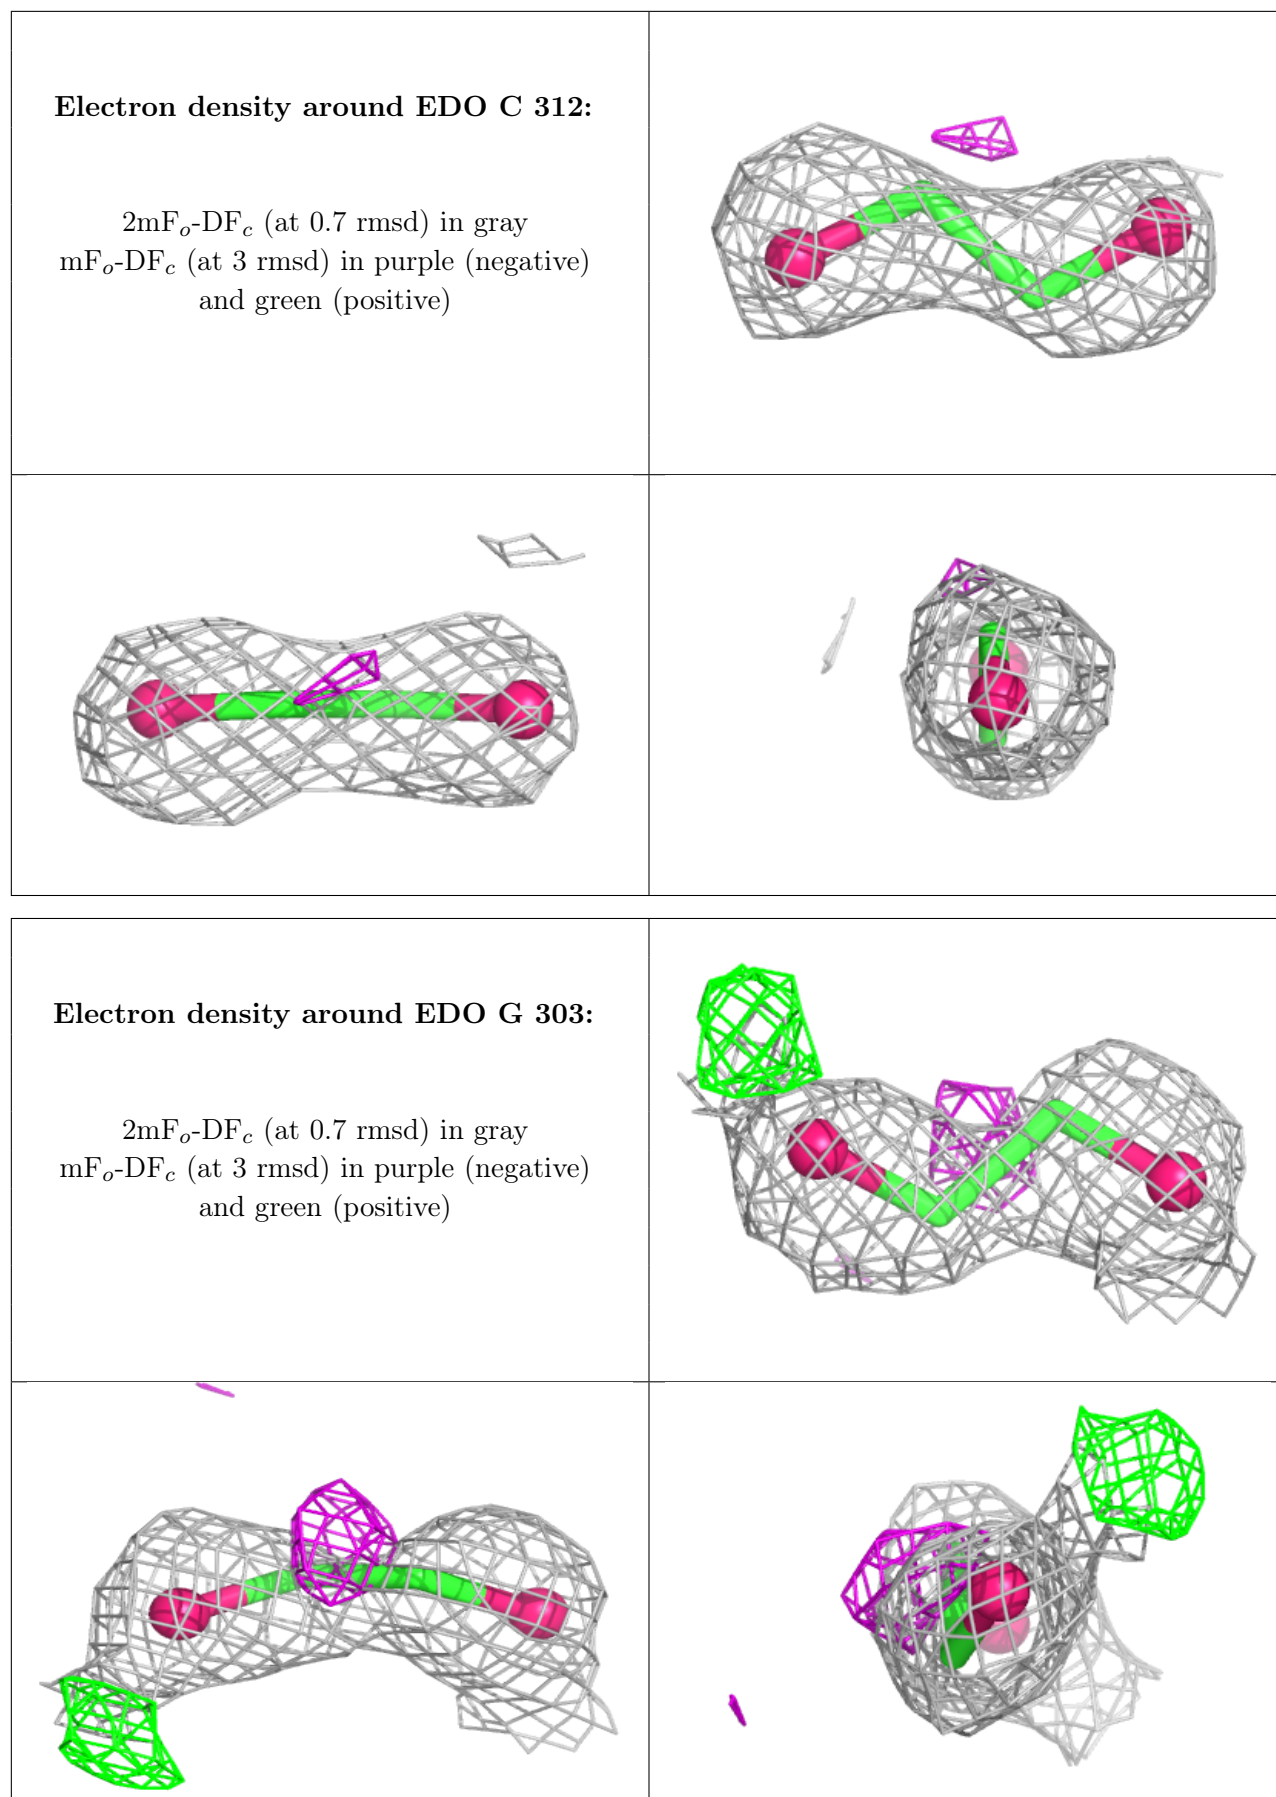 Electron density around EDO C 312:
2mFo-DFc (at 0.7 rmsd) in gray
mFo-DFc (at 3 rmsd) in purple (negative)
and green (positive)
Electron density around EDO G 303:
2mFo-DFc (at 0.7 rmsd) in gray
mFo-DFc (at 3 rmsd) in purple (negative)
and green (positive)